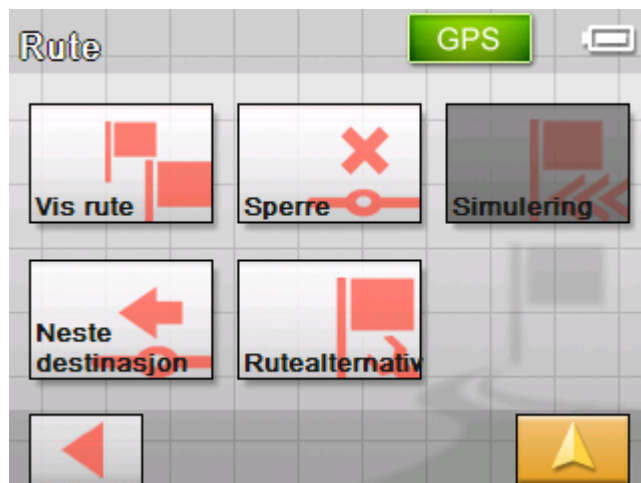 Rute
GPS
Vis rute
Sperre
Simulering
Neste
destinasjon
Rutealternativ